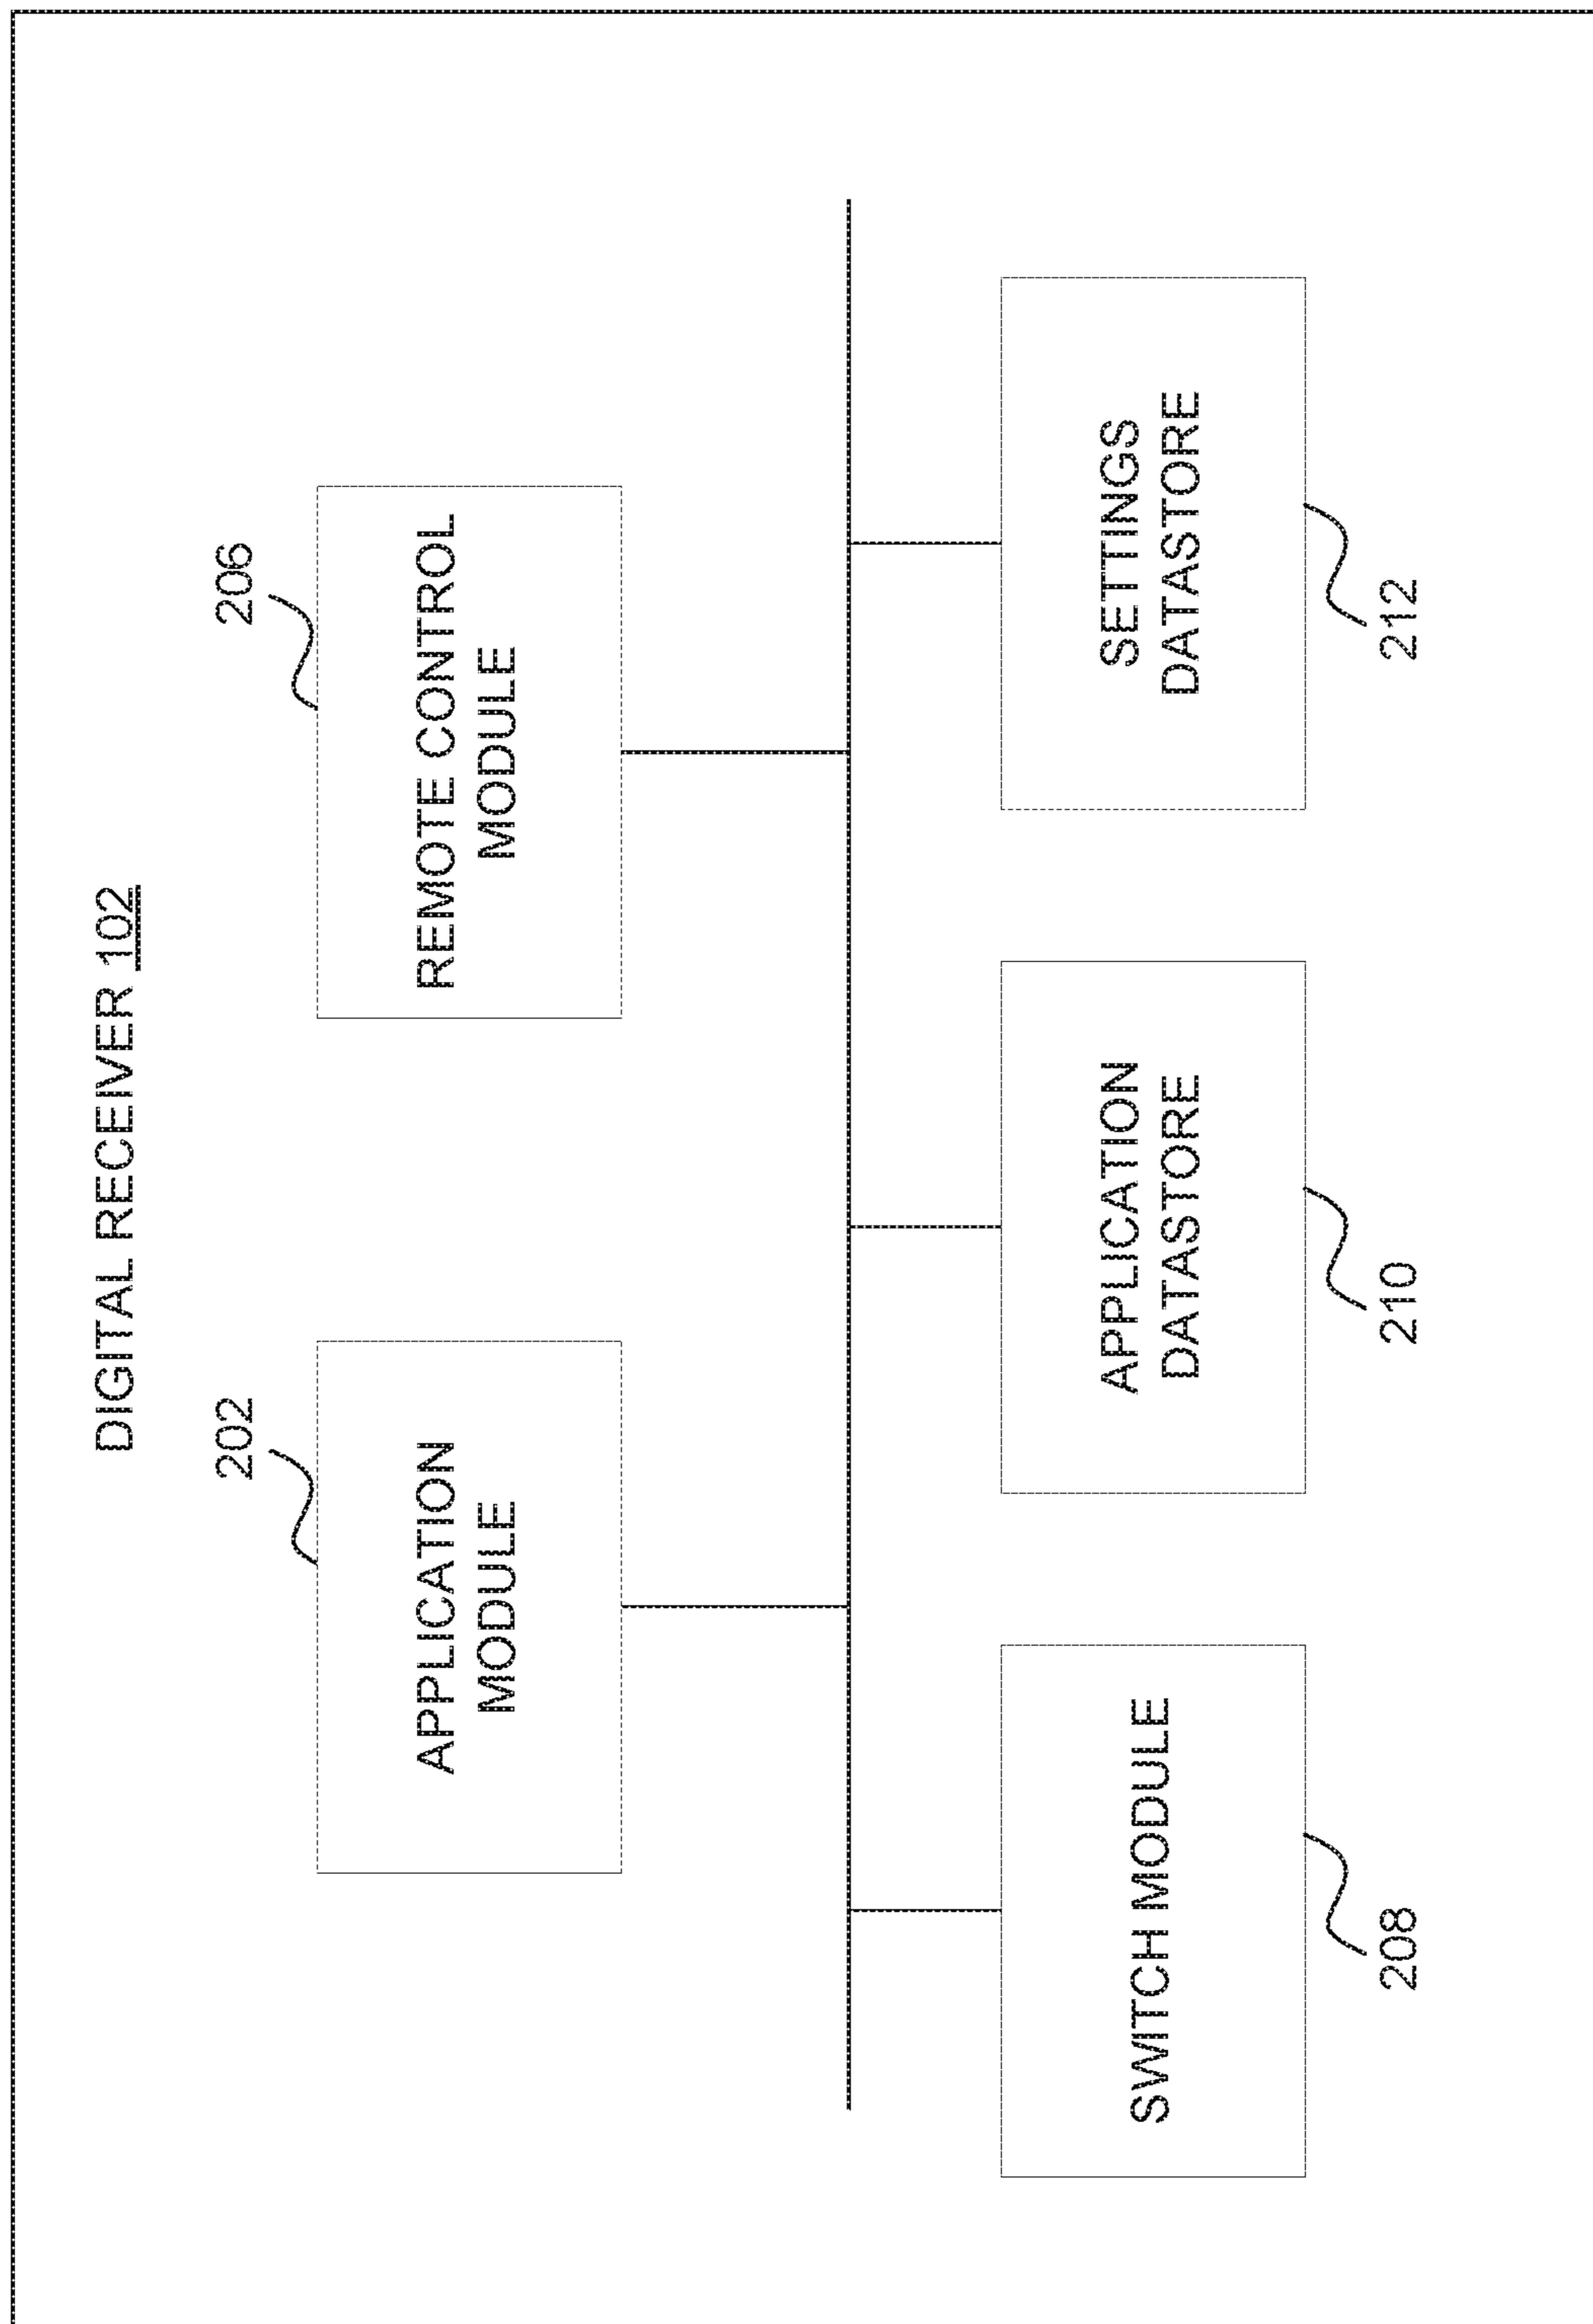 DIGITAL RECEIVER 102
202
APPLICATION
MODULE
206
REMOTE CONTROL
MODULE
SWITCH MODULE
208
APPLICATION
DATASTORE
210
SETTINGS
DATASTORE
212